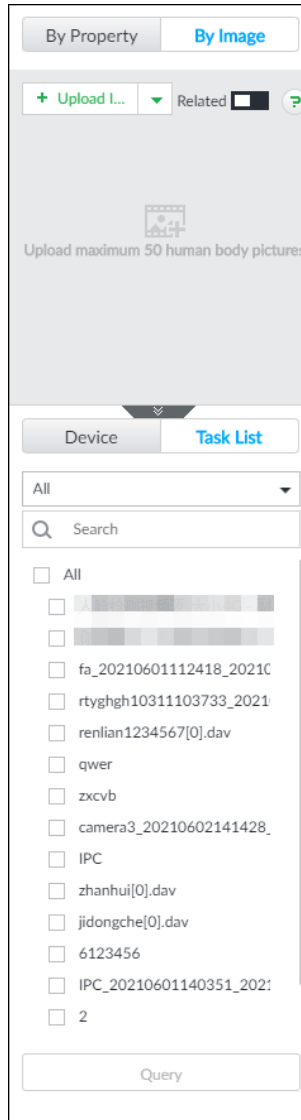 By Property By Image
+ Upload I... Related ?
Upload maximum 50 human body pictures
Device Task List
All
Search
All
fa_20210601112418_2021
rtyghgh10311103733_2021
renlian1234567[0].dav
qwer
zxcvb
camera3_20210602141428_
IPC
zhanhui[0].dav
jidongche[0].dav
6123456
IPC_20210601140351_2021
2
Query